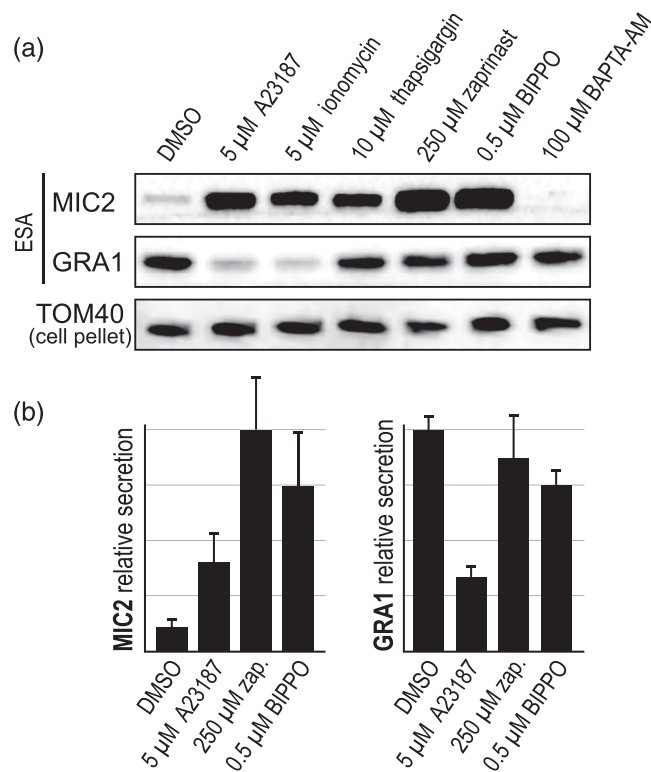 (a)
DMSO
5 µM A23187
5 µM ionomycin
10 µM thapsigargin
250 µM zaprinast
0.5 µM BIPPO
100 µM BAPTA-AM
ESA
MIC2
GRA1
TOM40
(cell pellet)
(b)
MIC2 relative secretion
DMSO
5 µM A23187
250 µM zap.
0.5 µM BIPPO
GRA1 relative secretion
DMSO
5 µM A23187
250 µM zap.
0.5 µM BIPPO